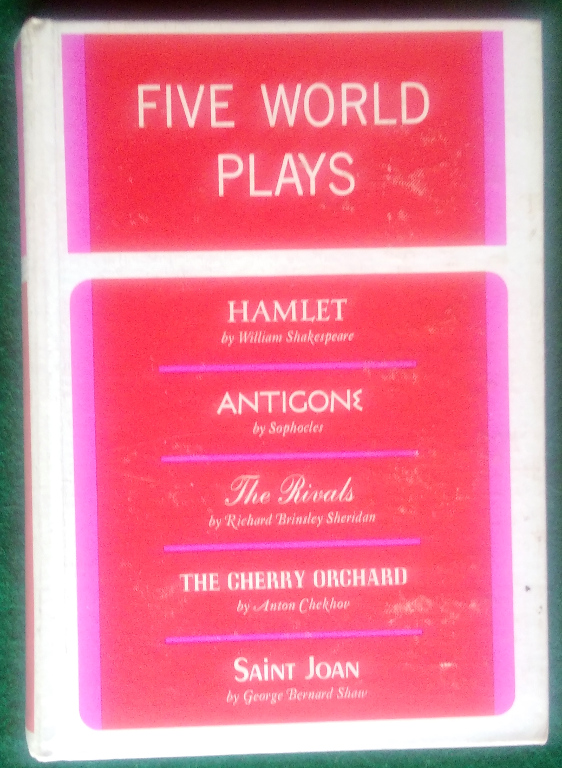 FIVE WORLD
PLAYS
HAMLET
by William Shakespeare
ANTIGONE
by Sophocles
The Rivals
by Richard Brinsley Sheridan
THE CHERRY ORCHARD
by Anton Chekhov
SAiNT JOAN
by George Bernard Shaw